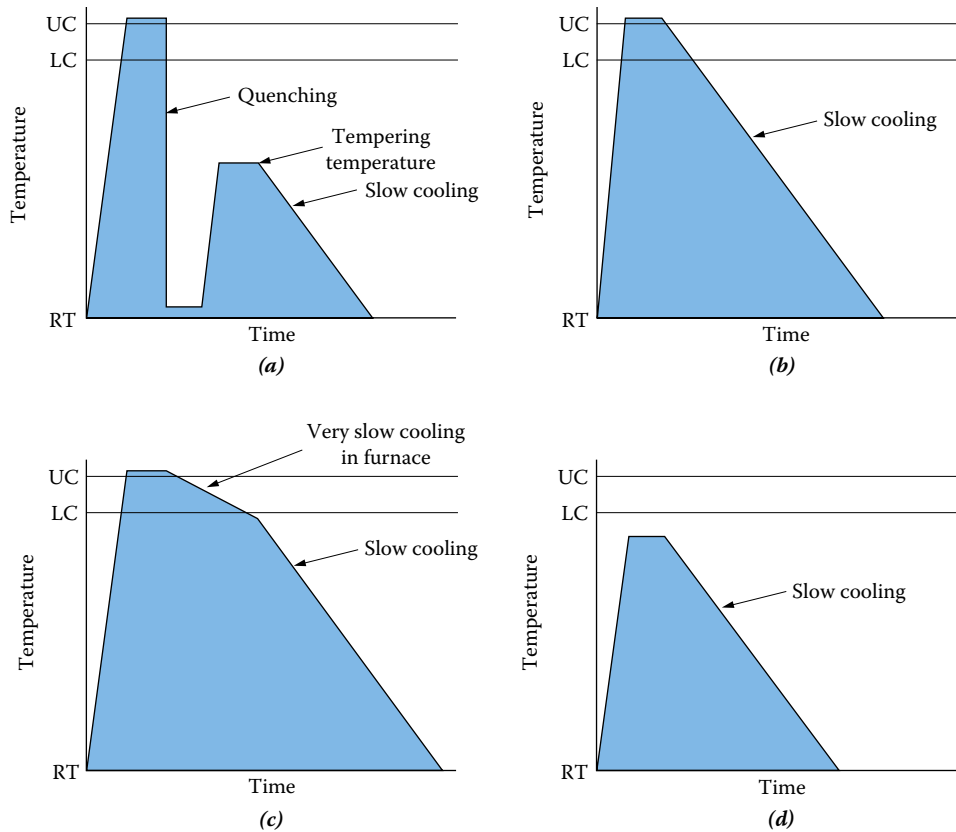 UC
LC
Temperature
Quenching
Tempering
temperature
Slow cooling
RT
Time
(a)
UC
LC
Temperature
Slow cooling
RT
Time
(b)
Very slow cooling
in furnace
UC
LC
Temperature
Slow cooling
RT
Time
(c)
UC
LC
Temperature
Slow cooling
RT
Time
(d)